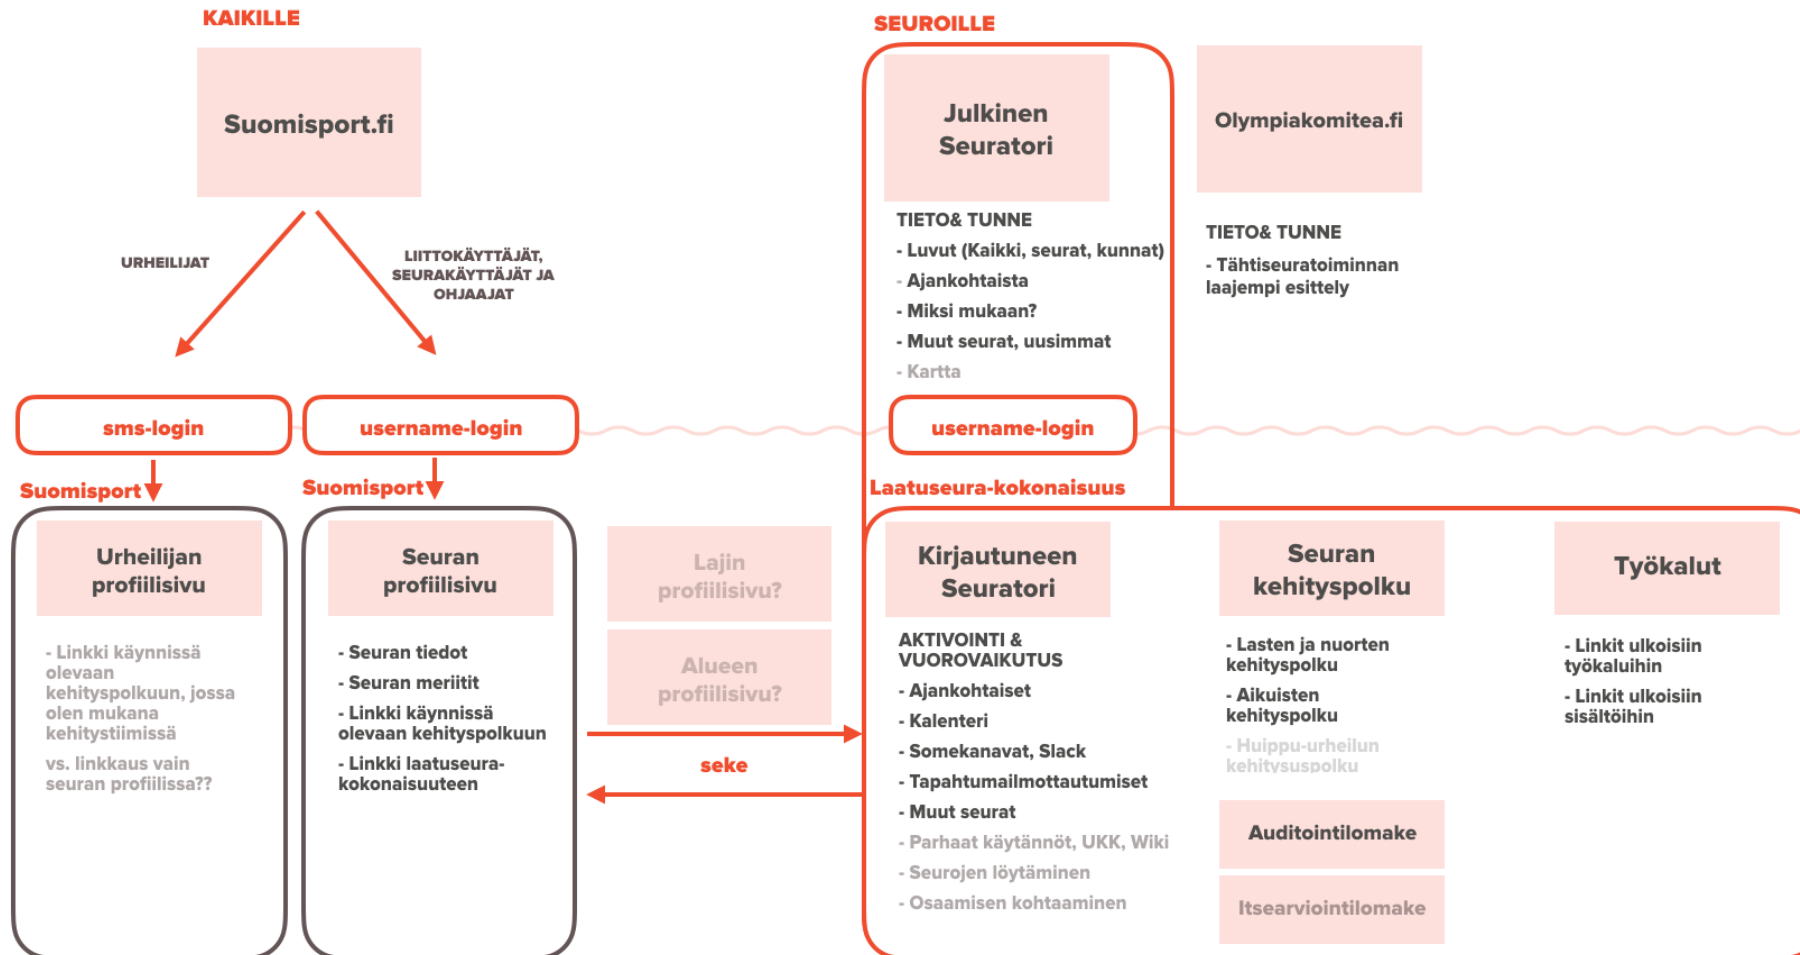 KAIKILLE
Suomisport.fi
URHEILIJAT
LIITTOKÄYTTÄJÄT,
SEURAKÄYTTÄJÄT JA
OHJAAJAT
SEUROILLE
Julkinen
Seuratori
TIETO& TUNNE
- Luvut (Kaikki, seurat, kunnat)
- Ajankohtaista
- Miksi mukaan?
- Muut seurat, uusimmat
- Kartta
Olympiakomitea.fi
TIETO& TUNNE
- Tähtiseuratoiminnan
laajempi esittely
sms-login
username-login
username-login
Suomisport
Urheilijan
profiilisivu
- Linkki käynnissä
olevaan
kehityspolkuun, jossa
olen mukana
kehitystiimissä
vs. linkkaus vain
seuran profiilissa??
Suomisport
Seuran
profiilisivu
- Seuran tiedot
- Seuran meriitit
- Linkki käynnissä
olevaan kehityspolkuun
- Linkki laatuseura-
kokonaisuuteen
Lajin
profiilisivu?
Alueen
profiilisivu?
seke
Laatuseura-kokonaisuus
Kirjautuneen
Seuratori
AKTIVOINTI &
VUOROVAIKUTUS
- Ajankohtaiset
- Kalenteri
- Somekanavat, Slack
- Tapahtumailmottautumiset
- Muut seurat
- Parhaat käytännöt, UKK, Wiki
- Seurojen löytäminen
- Osaamisen kohtaaminen
Seuran
kehityspolku
- Lasten ja nuorten
kehityspolku
- Aikuisten
kehityspolku
- Huippu-urheilun
kehitysuspolku
Auditointilomake
Itsearviointilomake
Työkalut
- Linkit ulkoisiin
työkaluihin
- Linkit ulkoisiin
sisältöihin